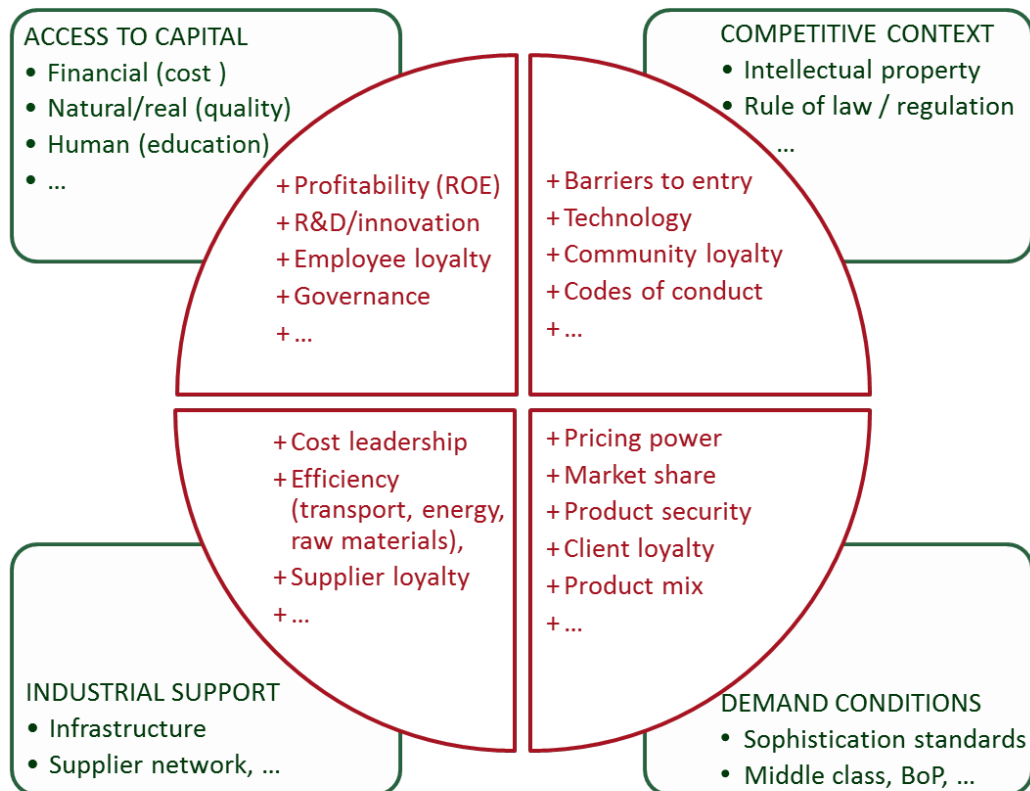 ACCESS TO CAPITAL
• Financial (cost )
• Natural/real (quality)
• Human (education)
• ...
COMPETITIVE CONTEXT
• Intellectual property
• Rule of law / regulation
...
+ Profitability (ROE)
+ R&D/innovation
+ Employee loyalty
+ Governance
+ ...
+ Barriers to entry
+ Technology
+ Community loyalty
+ Codes of conduct
+ ...
+ Cost leadership
+ Efficiency
(transport, energy,
raw materials),
+ Supplier loyalty
+ ...
+ Pricing power
+ Market share
+ Product security
+ Client loyalty
+ Product mix
+ ...
INDUSTRIAL SUPPORT
• Infrastructure
• Supplier network, ...
DEMAND CONDITIONS
• Sophistication standards
• Middle class, BoP, ...